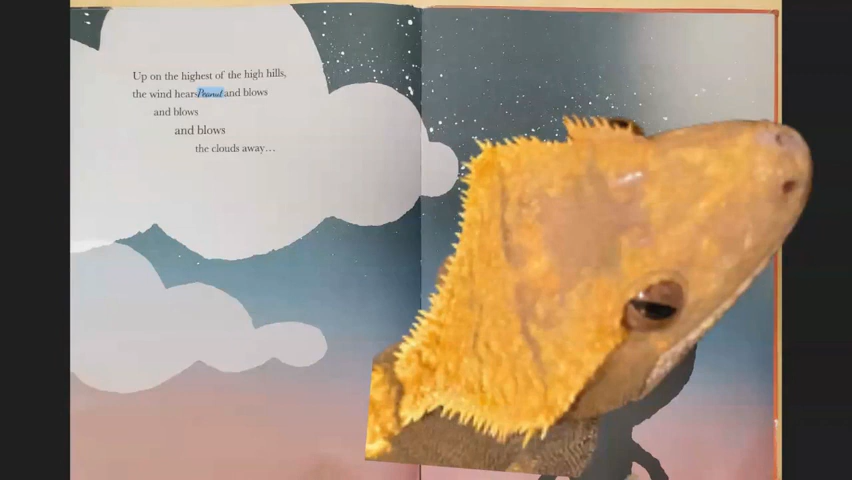 Up on the highest of the high hills,
the wind hears Peanut and blows
and blows
and blows
the clouds away...